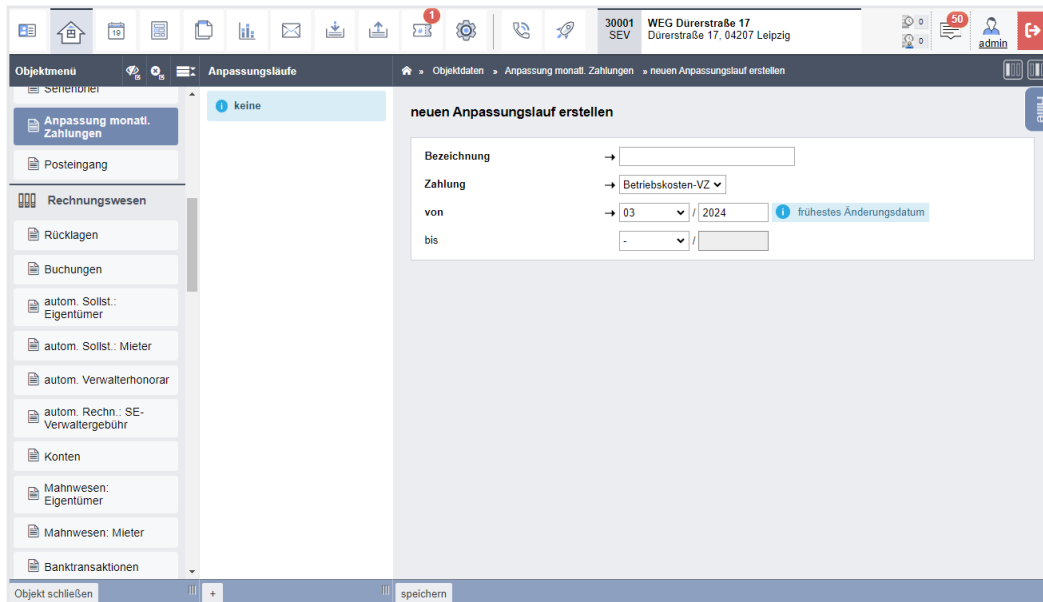 19
1
30001
SEV
WEG Dürerstraße 17
Dürerstraße 17, 04207 Leipzig
0
0
50
admin
Objektmenü
Anpassungsläufe
» Objektdaten » Anpassung monatl. Zahlungen » neuen Anpassungslauf erstellen
Serienbrief
Anpassung monatl.
Zahlungen
Posteingang
Rechnungswesen
Rücklagen
Buchungen
autom. Sollst.:
Eigentümer
autom. Sollst.: Mieter
autom. Verwalterhonorar
autom. Rechn.: SE-
Verwaltergebühr
Konten
Mahnwesen:
Eigentümer
Mahnwesen: Mieter
Banktransaktionen
Objekt schließen
keine
+
neuen Anpassungslauf erstellen
Bezeichnung
Zahlung
Betriebskosten-VZ
von
03 / 2024
frühestes Änderungsdatum
bis
- /
speichern
Hilfe